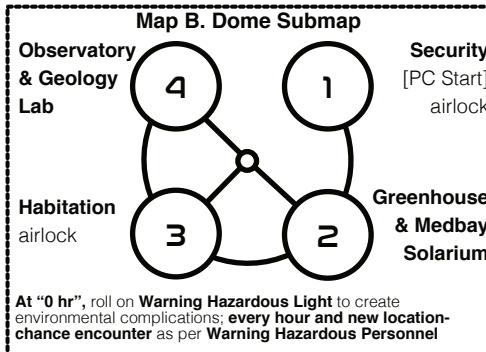 Map B. Dome Submap
Observatory
& Geology
Lab
4
1
Security
[PC Start]
airlock
Habitation
airlock
3
2
Greenhouse
& Medbay
Solarium
At “0 hr”, roll on Warning Hazardous Light to create
environmental complications; every hour and new location-
chance encounter as per Warning Hazardous Personnel